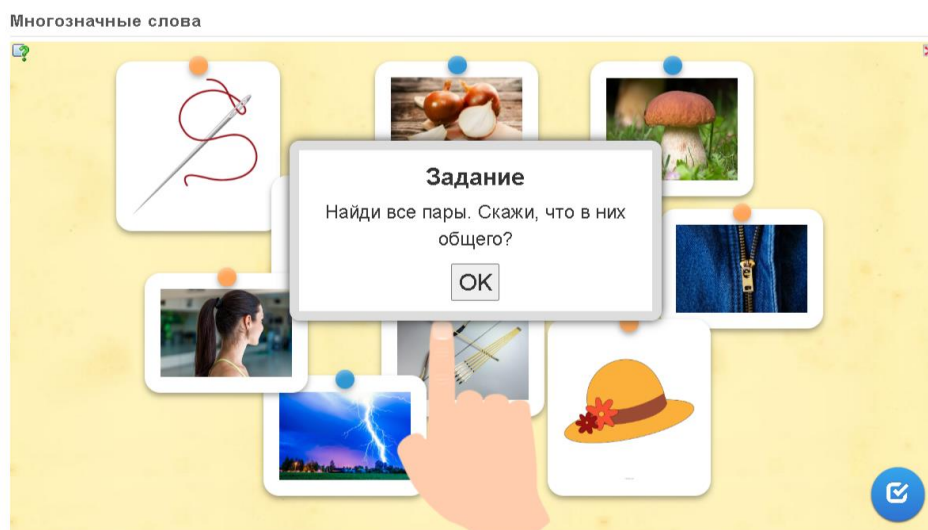 Многозначные слова
Задание
Найди все пары. Скажи, что в них
общего?
OK